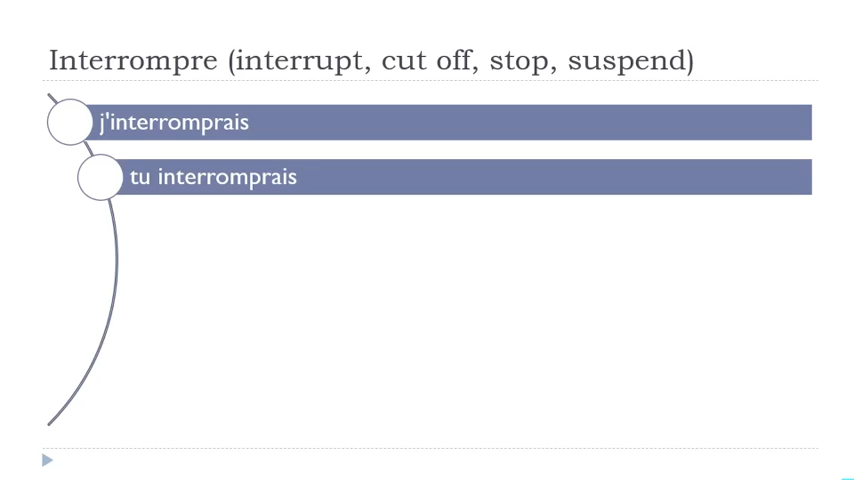 Interrompre (interrupt, cut off, stop, suspend)
j'interromprais
tu interromprais